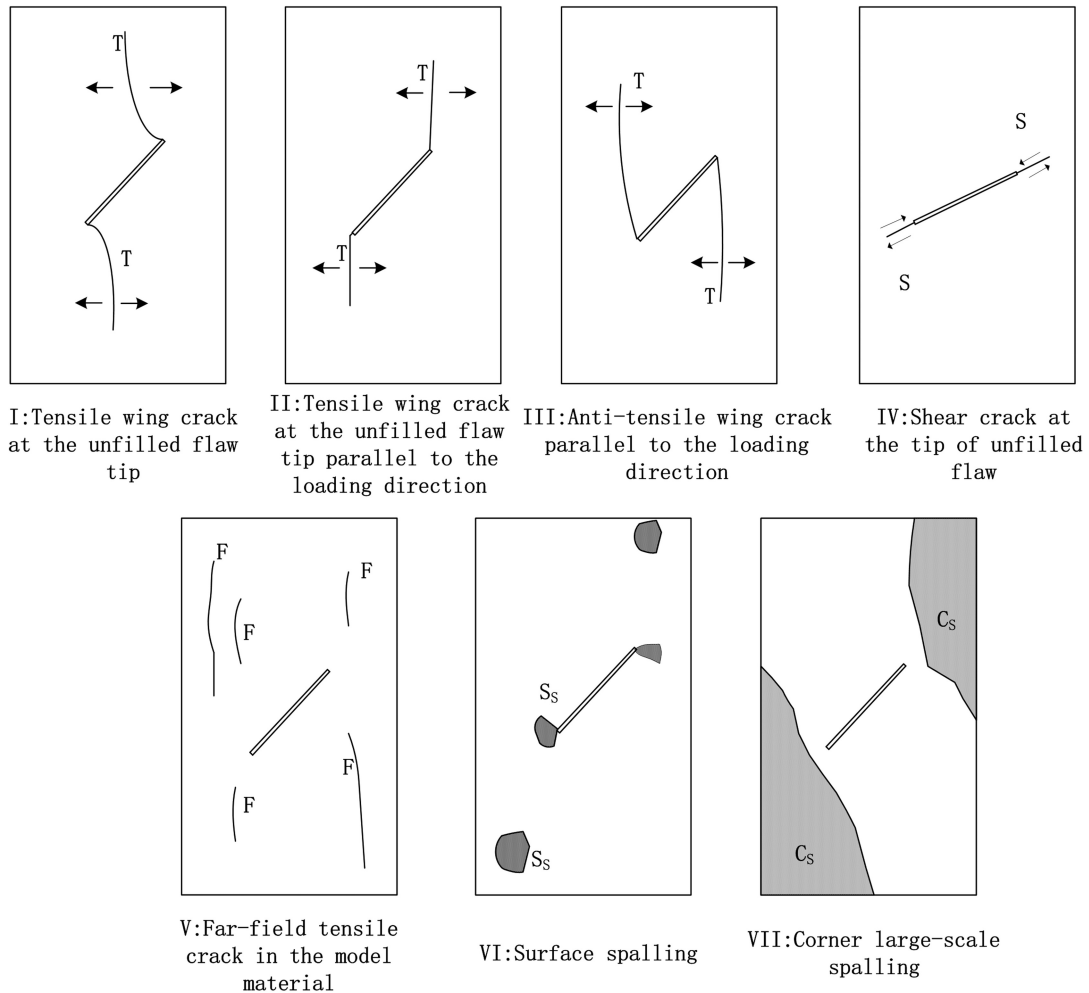 T
T
I:Tensile wing crack
at the unfilled flaw
tip
T
T
II:Tensile wing crack
at the unfilled flaw
tip parallel to the
loading direction
T
T
III:Anti-tensile wing crack
parallel to the loading
direction
S
S
IV:Shear crack at
the tip of unfilled
flaw
F
F
F
F
F
V:Far-field tensile
crack in the model
material
SS
SS
VI:Surface spalling
CS
CS
VII:Corner large-scale
spalling